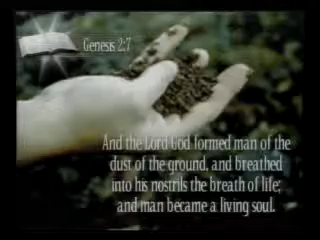 Genesis 2:7
And the Lord God formed man of the
dust of the ground, and breathed
into his nostrils the breath of life;
and man became a living soul.